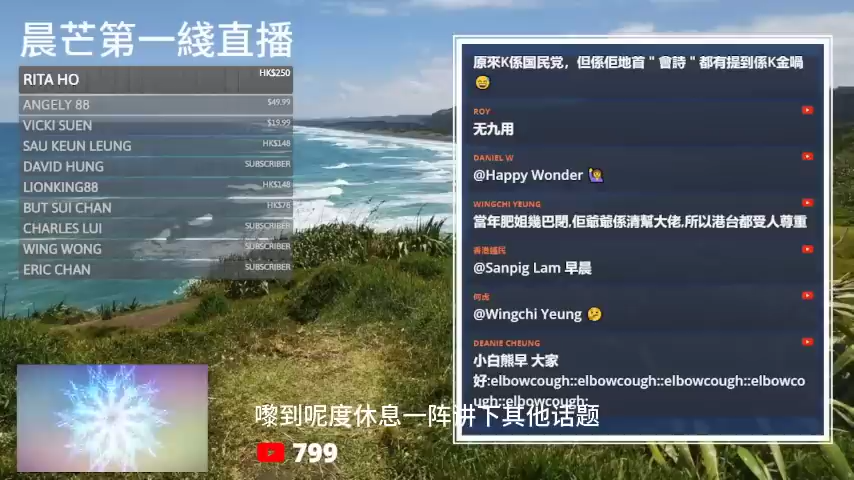 晨芒第一綫直播
RITA HO HK$250
ANGELY 88 $49.99
VICKI SUEN $19.99
SAU KEUN LEUNG HK$148
DAVID HUNG SUBSCRIBER
LIONKING88 HK$148
BUT SUI CHAN HK$78
CHARLES LUI SUBSCRIBER
WING WONG SUBSCRIBER
ERIC CHAN SUBSCRIBER
原來K係国民党，但係佢地首＂會詩＂都有提到係K金喎
😅
ROY
无九用
DANIEL W
@Happy Wonder 🙋‍♀️
WINGCHI YEUNG
當年肥姐幾巴閉,佢爺爺係清幫大佬,所以港台都受人尊重
@Sanpig Lam 早晨
何虎
@Wingchi Yeung 🤔
DEANIE CHEUNG
小白熊早 大家
好:elbowcough::elbowcough::elbowcough::elbowco
ugh::elbowcough:
嚟到呢度休息一阵讲下其他话题
799